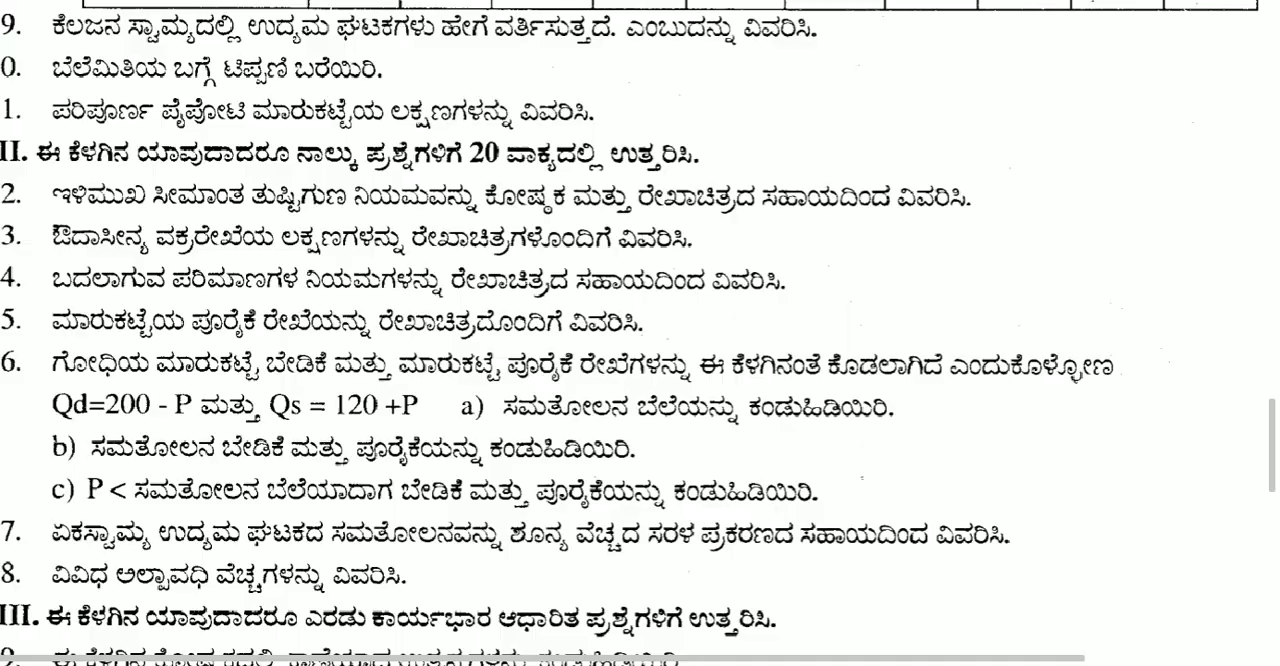 9. ಕೆಲಜನ ಸ್ವಾಮ್ಯದಲ್ಲಿ ಉದ್ಯಮ ಘಟಕಗಳು ಹೇಗೆ ವರ್ತಿಸುತ್ತದೆ. ಎಂಬುದನ್ನು ವಿವರಿಸಿ.
0. ಬೆಲೆಮಿತಿಯ ಬಗ್ಗೆ ಟಿಪ್ಪಣಿ ಬರೆಯಿರಿ.
1. ಪರಿಪೂರ್ಣ ಪೈಪೋಟಿ ಮಾರುಕಟ್ಟೆಯ ಲಕ್ಷಣಗಳನ್ನು ವಿವರಿಸಿ.
II. ಈ ಕೆಳಗಿನ ಯಾವುದಾದರೂ ನಾಲ್ಕು ಪ್ರಶ್ನೆಗಳಿಗೆ 20 ವಾಕ್ಯದಲ್ಲಿ ಉತ್ತರಿಸಿ.
2. ಇಳಿಮುಖ ಸೀಮಾಂತ ತುಷ್ಟಿಗುಣ ನಿಯಮವನ್ನು ಕೋಷ್ಠಕ ಮತ್ತು ರೇಖಾಚಿತ್ರದ ಸಹಾಯದಿಂದ ವಿವರಿಸಿ.
3. ಔದಾಸೀನ್ಯ ವಕ್ರರೇಖೆಯ ಲಕ್ಷಣಗಳನ್ನು ರೇಖಾಚಿತ್ರಗಳೊಂದಿಗೆ ವಿವರಿಸಿ.
4. ಬದಲಾಗುವ ಪರಿಮಾಣಗಳ ನಿಯಮಗಳನ್ನು ರೇಖಾಚಿತ್ರದ ಸಹಾಯದಿಂದ ವಿವರಿಸಿ.
5. ಮಾರುಕಟ್ಟೆಯ ಪೂರೈಕೆ ರೇಖೆಯನ್ನು ರೇಖಾಚಿತ್ರದೊಂದಿಗೆ ವಿವರಿಸಿ.
6. ಗೋಧಿಯ ಮಾರುಕಟ್ಟೆ ಬೇಡಿಕೆ ಮತ್ತು ಮಾರುಕಟ್ಟೆ ಪೂರೈಕೆ ರೇಖೆಗಳನ್ನು ಈ ಕೆಳಗಿನಂತೆ ಕೊಡಲಾಗಿದೆ ಎಂದುಕೊಳ್ಳೋಣ
Qd=200 - P ಮತ್ತು Qs = 120 +P a) ಸಮತೋಲನ ಬೆಲೆಯನ್ನು ಕಂಡುಹಿಡಿಯಿರಿ.
b) ಸಮತೋಲನ ಬೇಡಿಕೆ ಮತ್ತು ಪೂರೈಕೆಯನ್ನು ಕಂಡುಹಿಡಿಯಿರಿ.
c) P < ಸಮತೋಲನ ಬೆಲೆಯಾದಾಗ ಬೇಡಿಕೆ ಮತ್ತು ಪೂರೈಕೆಯನ್ನು ಕಂಡುಹಿಡಿಯಿರಿ.
7. ಏಕಸ್ವಾಮ್ಯ ಉದ್ಯಮ ಘಟಕದ ಸಮತೋಲನವನ್ನು ಶೂನ್ಯ ವೆಚ್ಚದ ಸರಳ ಪ್ರಕರಣದ ಸಹಾಯದಿಂದ ವಿವರಿಸಿ.
8. ವಿವಿಧ ಅಲ್ಪಾವಧಿ ವೆಚ್ಚಗಳನ್ನು ವಿವರಿಸಿ.
III. ಈ ಕೆಳಗಿನ ಯಾವುದಾದರೂ ಎರಡು ಕಾರ್ಯಭಾರ ಆಧಾರಿತ ಪ್ರಶ್ನೆಗಳಿಗೆ ಉತ್ತರಿಸಿ.